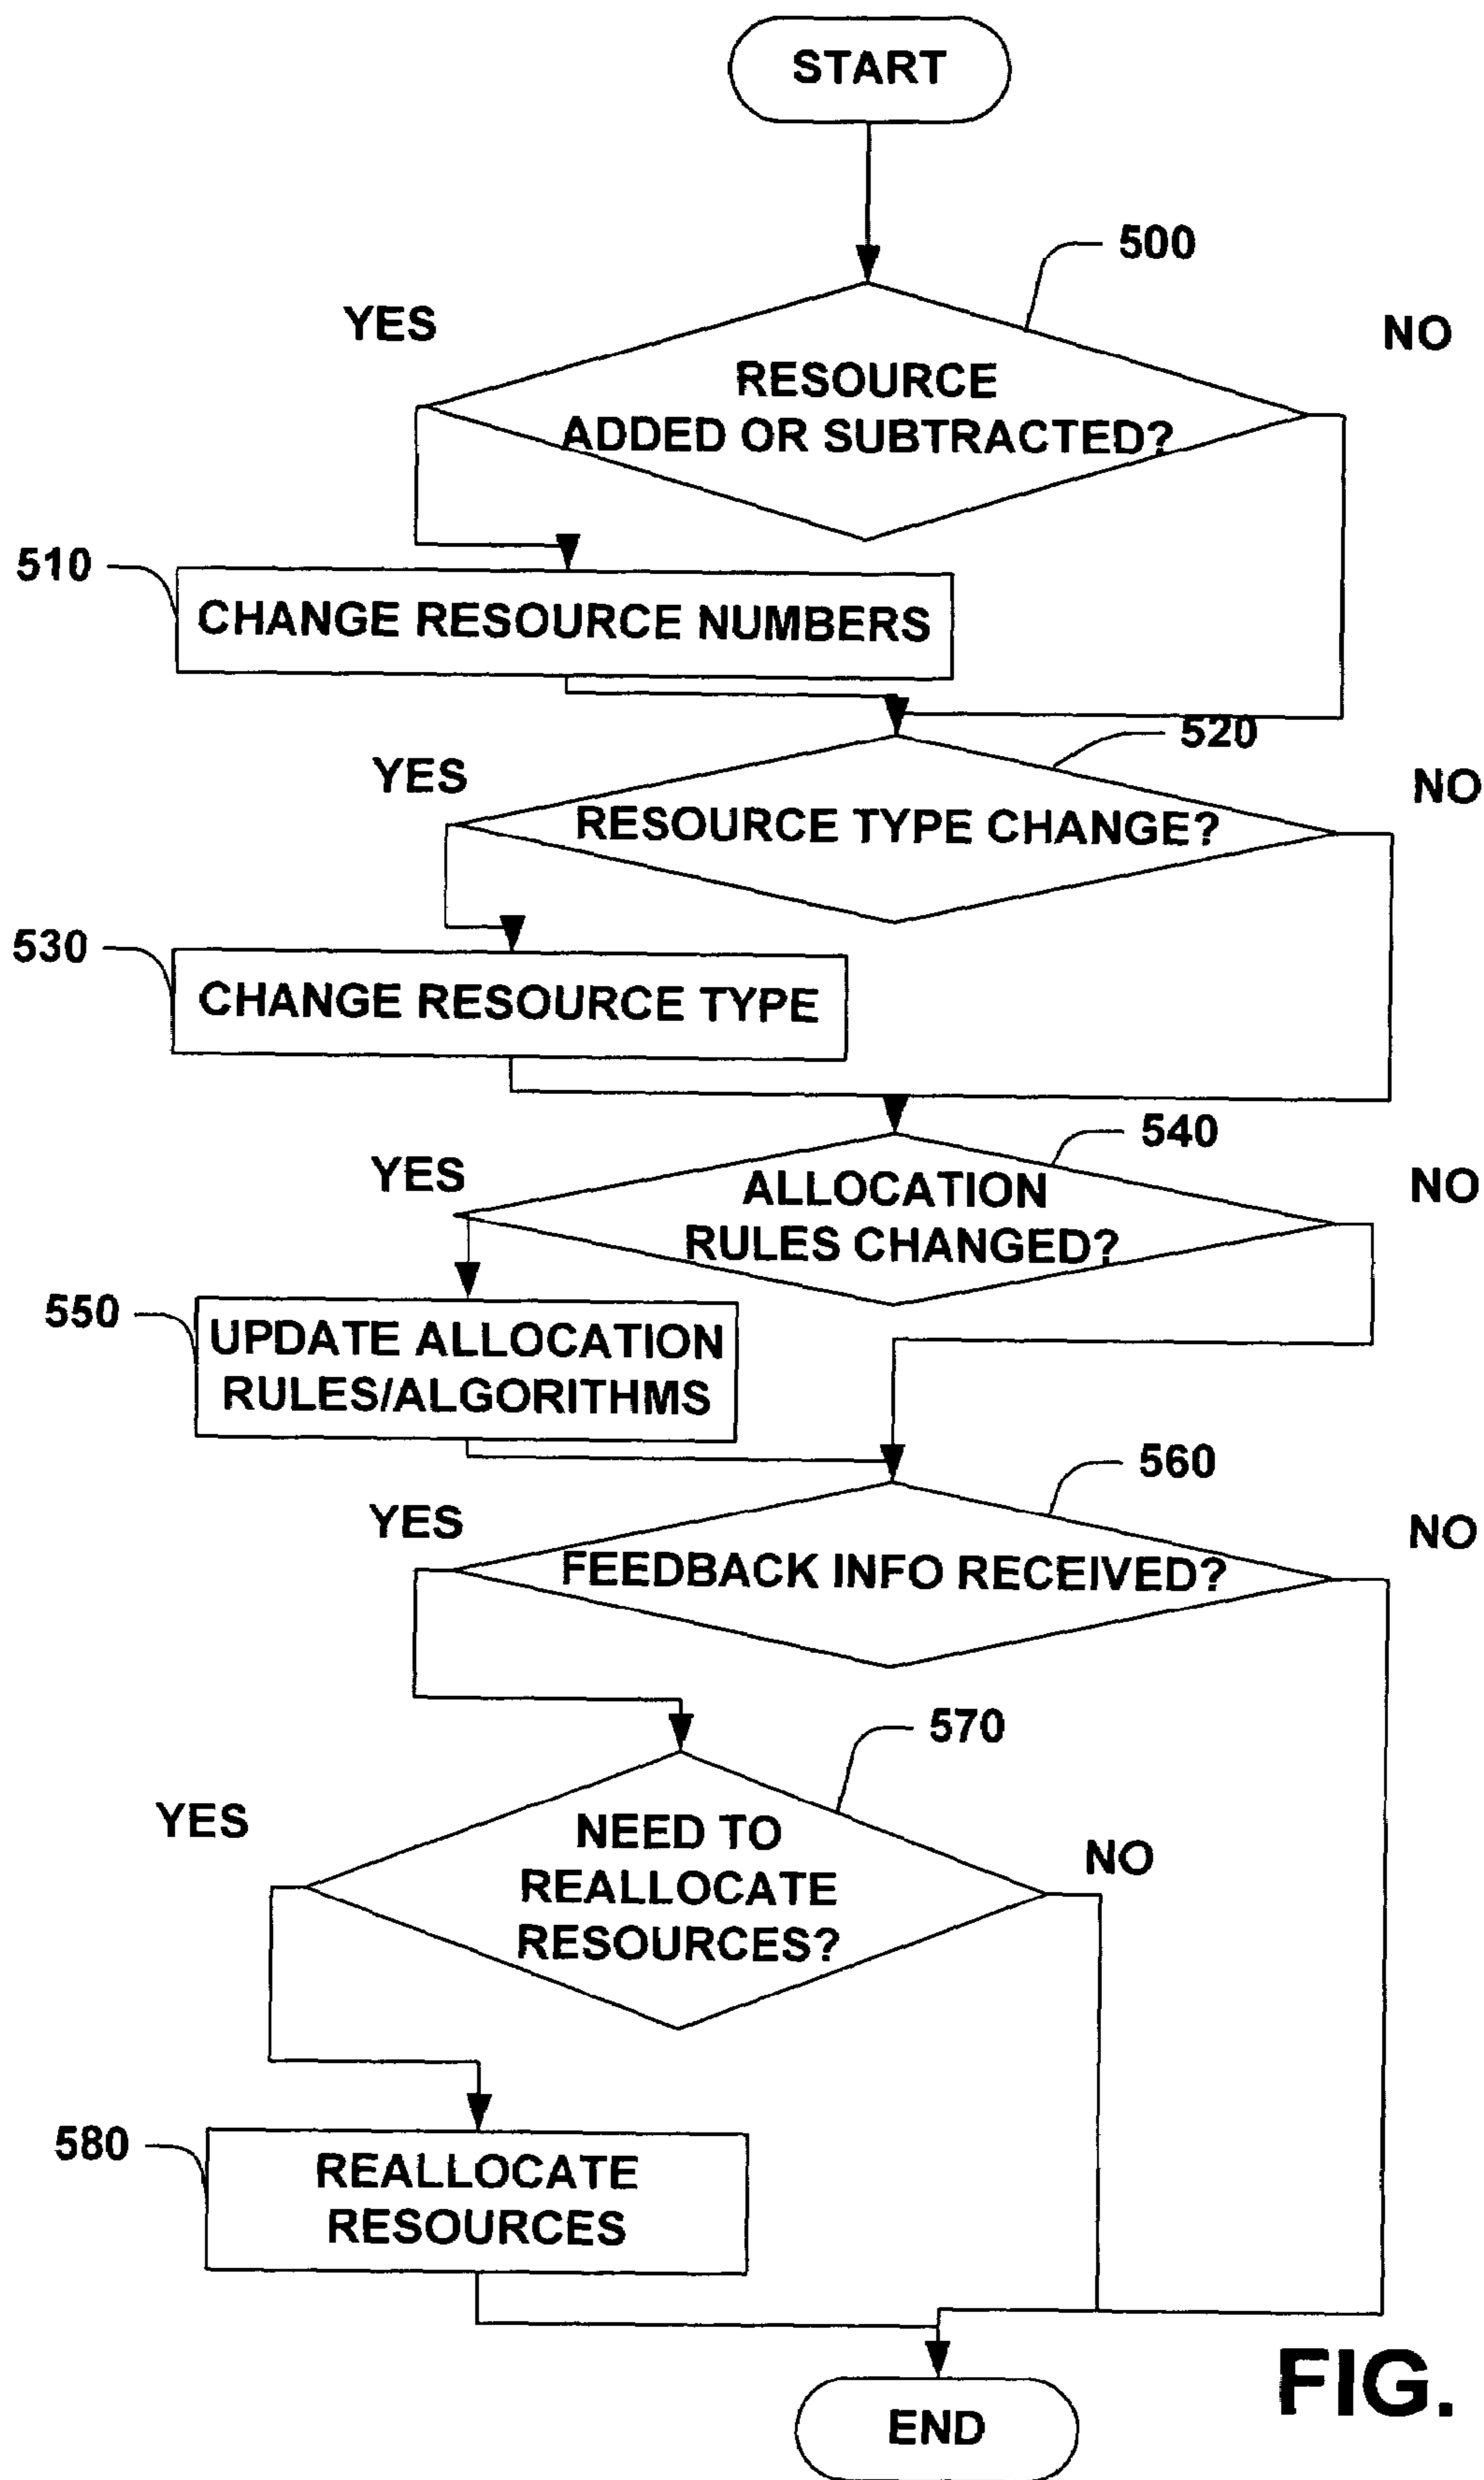 START
500
YES
NO
RESOURCE
ADDED OR SUBTRACTED?
510
CHANGE RESOURCE NUMBERS
520
YES
NO
RESOURCE TYPE CHANGE?
530
CHANGE RESOURCE TYPE
540
YES
NO
ALLOCATION
RULES CHANGED?
550
UPDATE ALLOCATION
RULES/ALGORITHMS
560
YES
NO
FEEDBACK INFO RECEIVED?
570
YES
NO
NEED TO
REALLOCATE
RESOURCES?
580
REALLOCATE
RESOURCES
FIG.
END